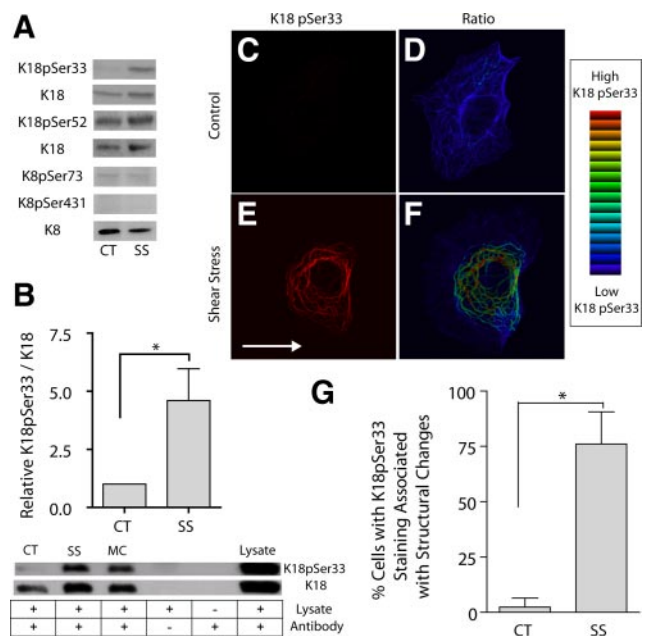 A
K18pSer33
K18
K18pSer52
K18
K8pSer73
K8pSer431
K8
CT SS
B
Relative K18pSer33 / K18
7.5
5.0
2.5
0.0
*
CT SS
CT SS MC Lysate
K18pSer33
K18
+ + + + - + Lysate
+ + + - + + Antibody
K18 pSer33 Ratio
Control
C D
Shear Stress
E F
High
K18 pSer33
Low
K18 pSer33
G
% Cells with K18pSer33
Staining Associated
with Structural Changes
100
75
50
25
0
*
CT SS